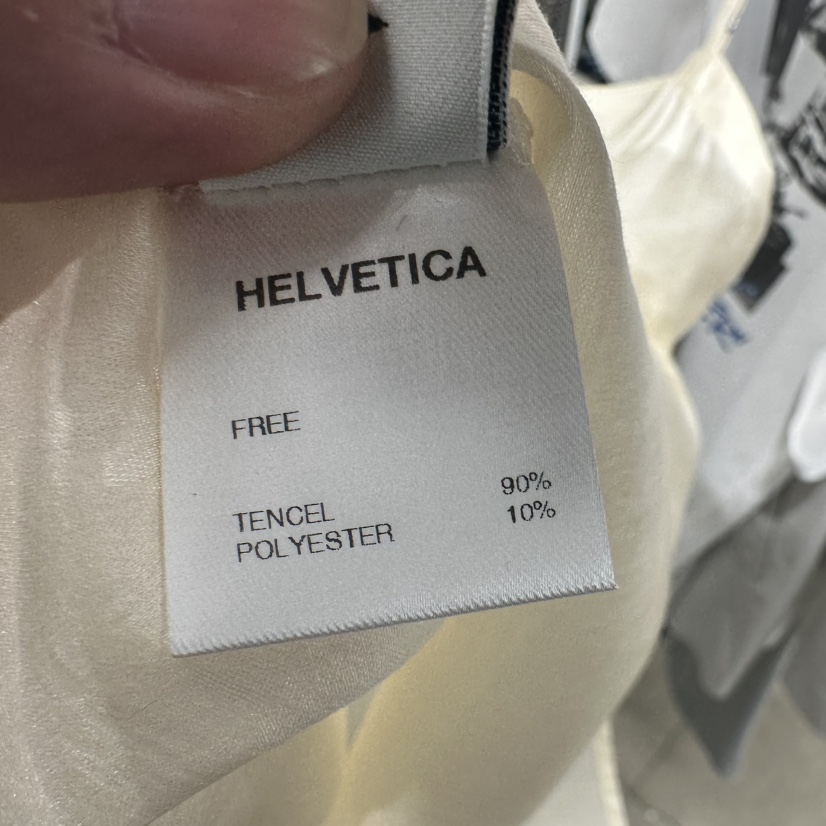 HELVETICA
FREE
TENCEL 90%
POLYESTER 10%